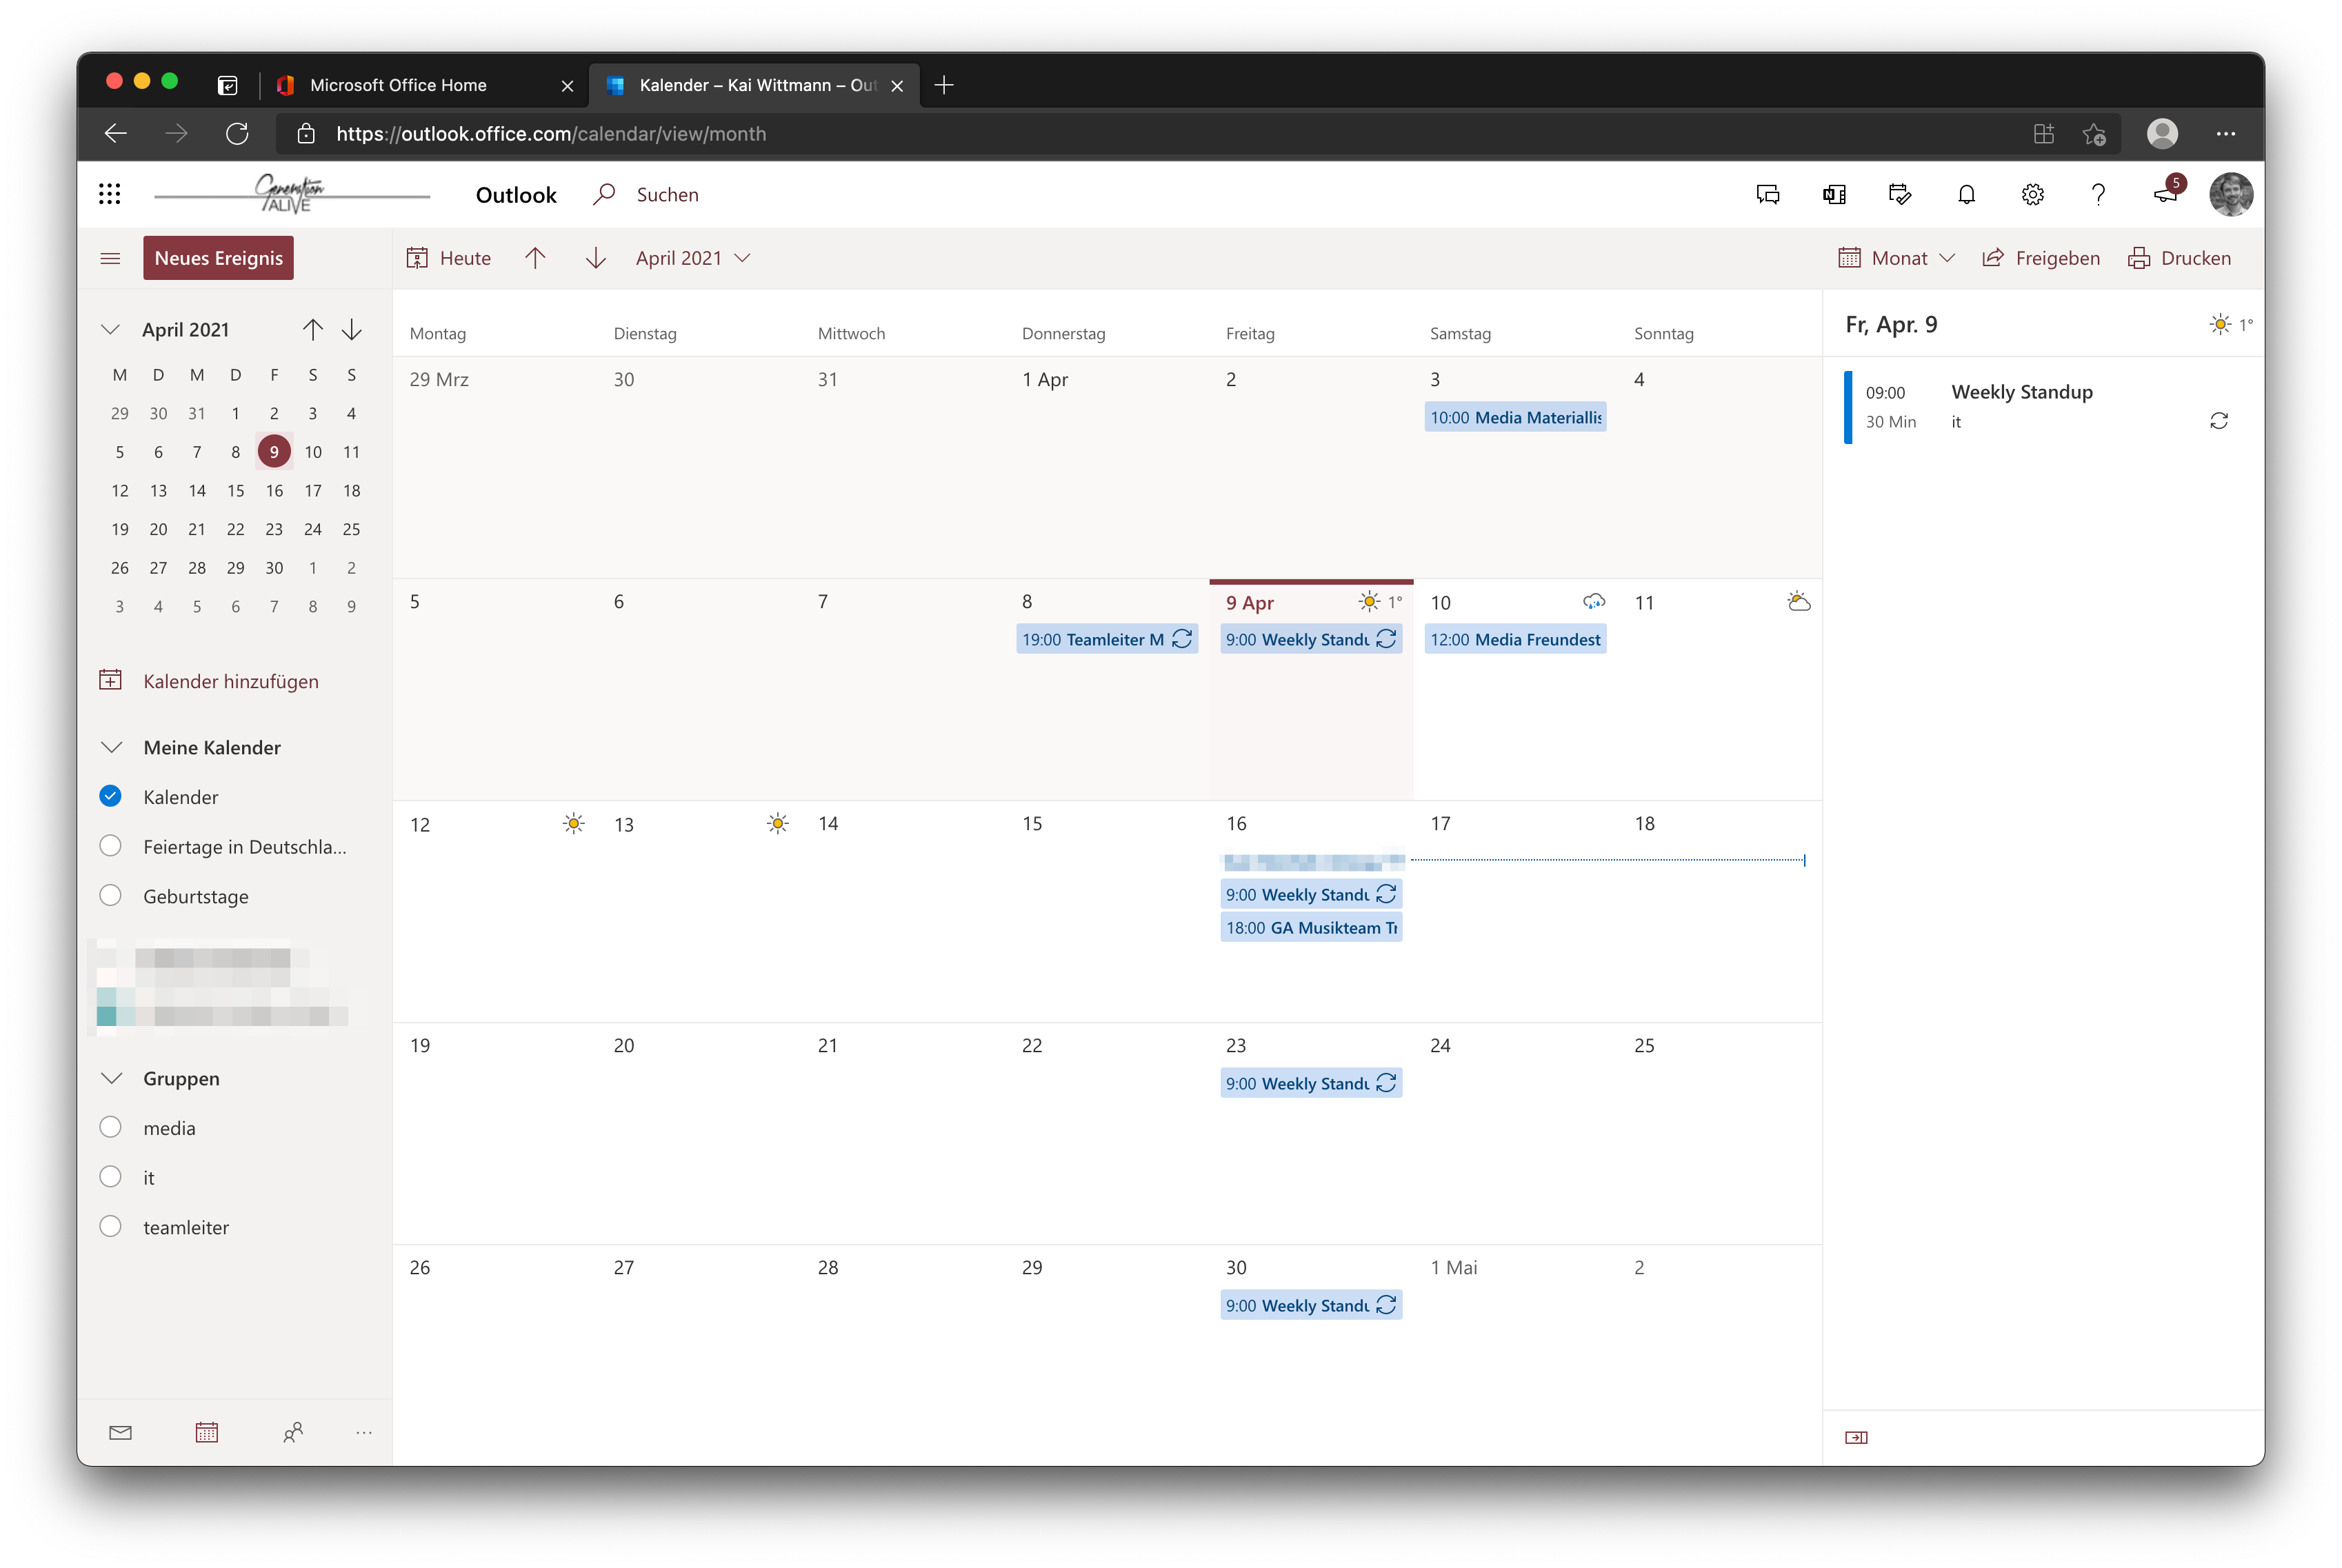 Microsoft Office Home
Kalender – Kai Wittmann – Out
https://outlook.office.com/calendar/view/month
Generation ALIVE
Outlook
Suchen
5
Neues Ereignis
Heute
April 2021
Monat
Freigeben
Drucken
April 2021
M D M D F S S
29 30 31 1 2 3 4
5 6 7 8 9 10 11
12 13 14 15 16 17 18
19 20 21 22 23 24 25
26 27 28 29 30 1 2
3 4 5 6 7 8 9
Kalender hinzufügen
Meine Kalender
Kalender
Feiertage in Deutschla...
Geburtstage
Gruppen
media
it
teamleiter
Montag Dienstag Mittwoch Donnerstag Freitag Samstag Sonntag
29 Mrz 30 31 1 Apr 2 3 4
10:00 Media Materiallis
5 6 7 8 9 Apr 1° 10 11
19:00 Teamleiter M 9:00 Weekly Standu 12:00 Media Freundest
12 13 14 15 16 17 18
9:00 Weekly Standu
18:00 GA Musikteam Tr
19 20 21 22 23 24 25
9:00 Weekly Standu
26 27 28 29 30 1 Mai 2
9:00 Weekly Standu
Fr, Apr. 9 1°
09:00 Weekly Standup
30 Min it